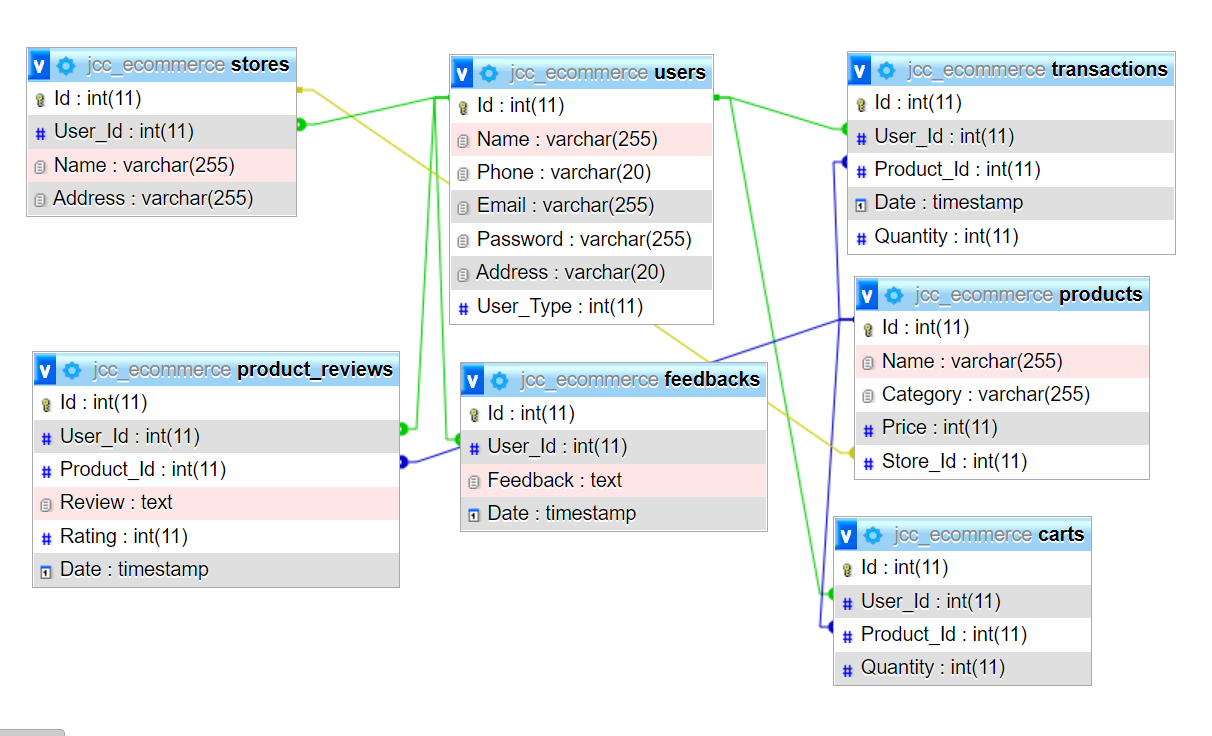 v jcc_ecommerce stores
Id : int(11)
# User_Id : int(11)
Name : varchar(255)
Address : varchar(255)
v jcc_ecommerce users
Id : int(11)
Name : varchar(255)
Phone : varchar(20)
Email : varchar(255)
Password : varchar(255)
Address : varchar(20)
# User_Type : int(11)
v jcc_ecommerce transactions
Id : int(11)
# User_Id : int(11)
# Product_Id : int(11)
Date : timestamp
# Quantity : int(11)
v jcc_ecommerce products
Id : int(11)
Name : varchar(255)
Category : varchar(255)
# Price : int(11)
# Store_Id : int(11)
v jcc_ecommerce product_reviews
Id : int(11)
# User_Id : int(11)
# Product_Id : int(11)
Review : text
# Rating : int(11)
Date : timestamp
v jcc_ecommerce feedbacks
Id : int(11)
# User_Id : int(11)
Feedback : text
Date : timestamp
v jcc_ecommerce carts
Id : int(11)
# User_Id : int(11)
# Product_Id : int(11)
# Quantity : int(11)